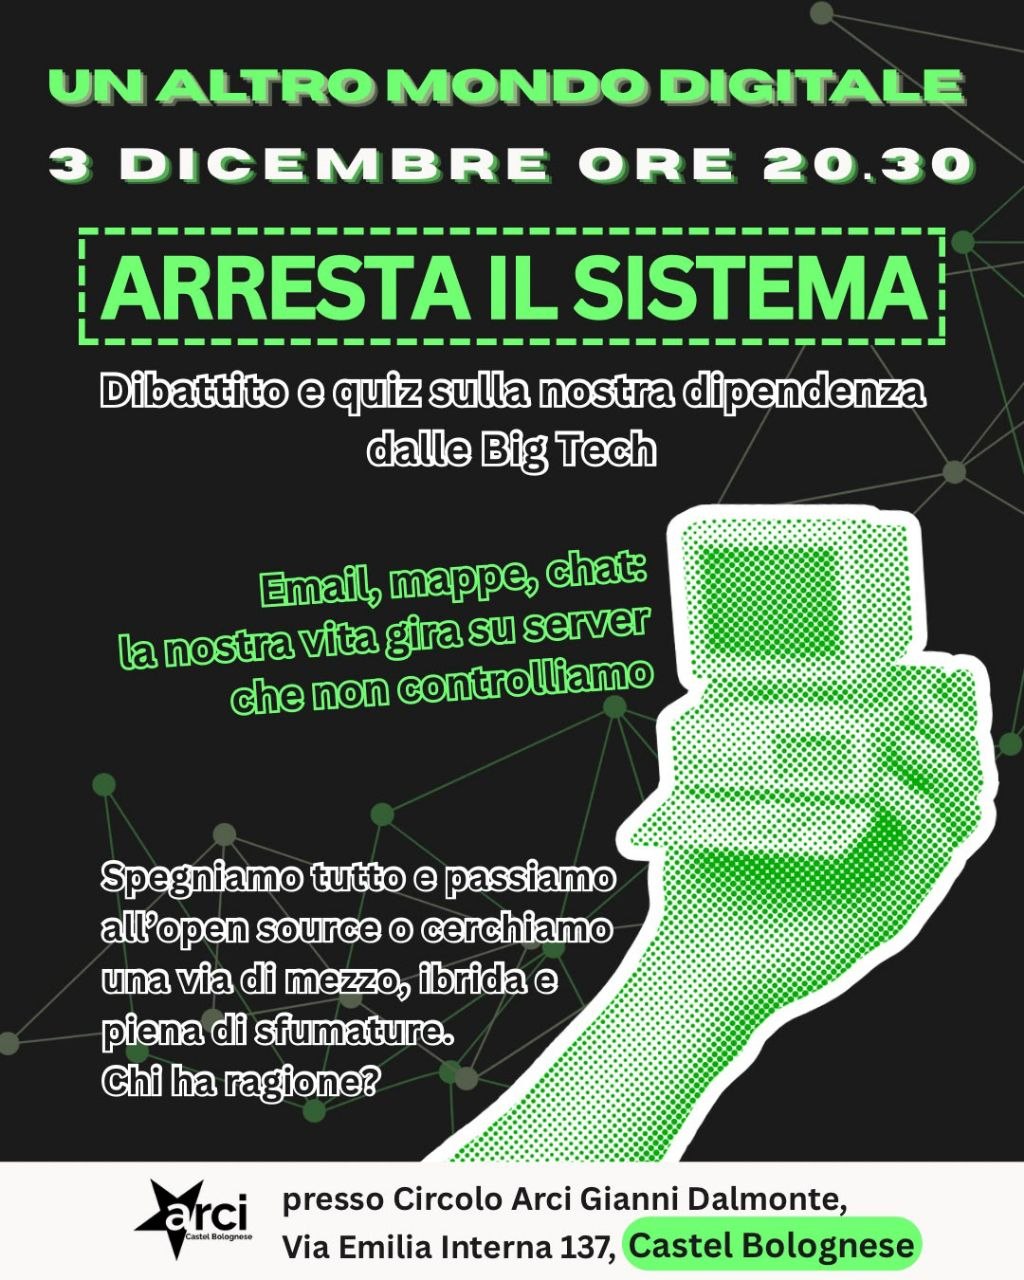 UN ALTRO MONDO DIGITALE
3 DICEMBRE ORE 20.30
ARRESTA IL SISTEMA
Dibattito e quiz sulla nostra dipendenza
dalle Big Tech
Email, mappe, chat:
la nostra vita gira su server
che non controlliamo
Spegniamo tutto e passiamo
all’open source o cerchiamo
una via di mezzo, ibrida e
piena di sfumature.
Chi ha ragione?
arci
Castel Bolognese
presso Circolo Arci Gianni Dalmonte,
Via Emilia Interna 137, Castel Bolognese